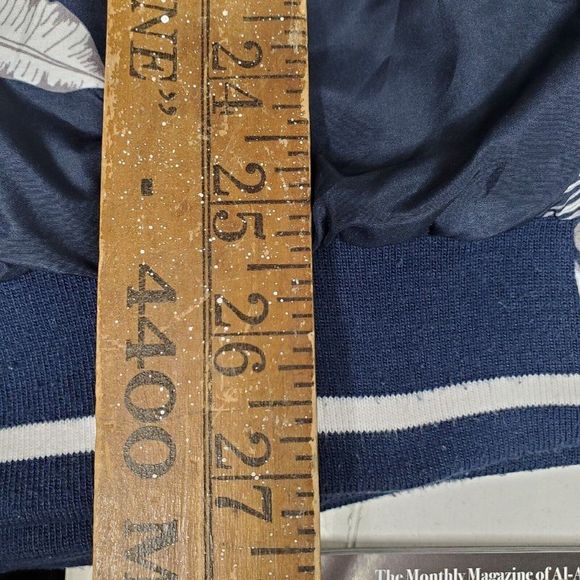 NE” - 4400 M
24 25 26 27
The Monthly Magazine of Al-A